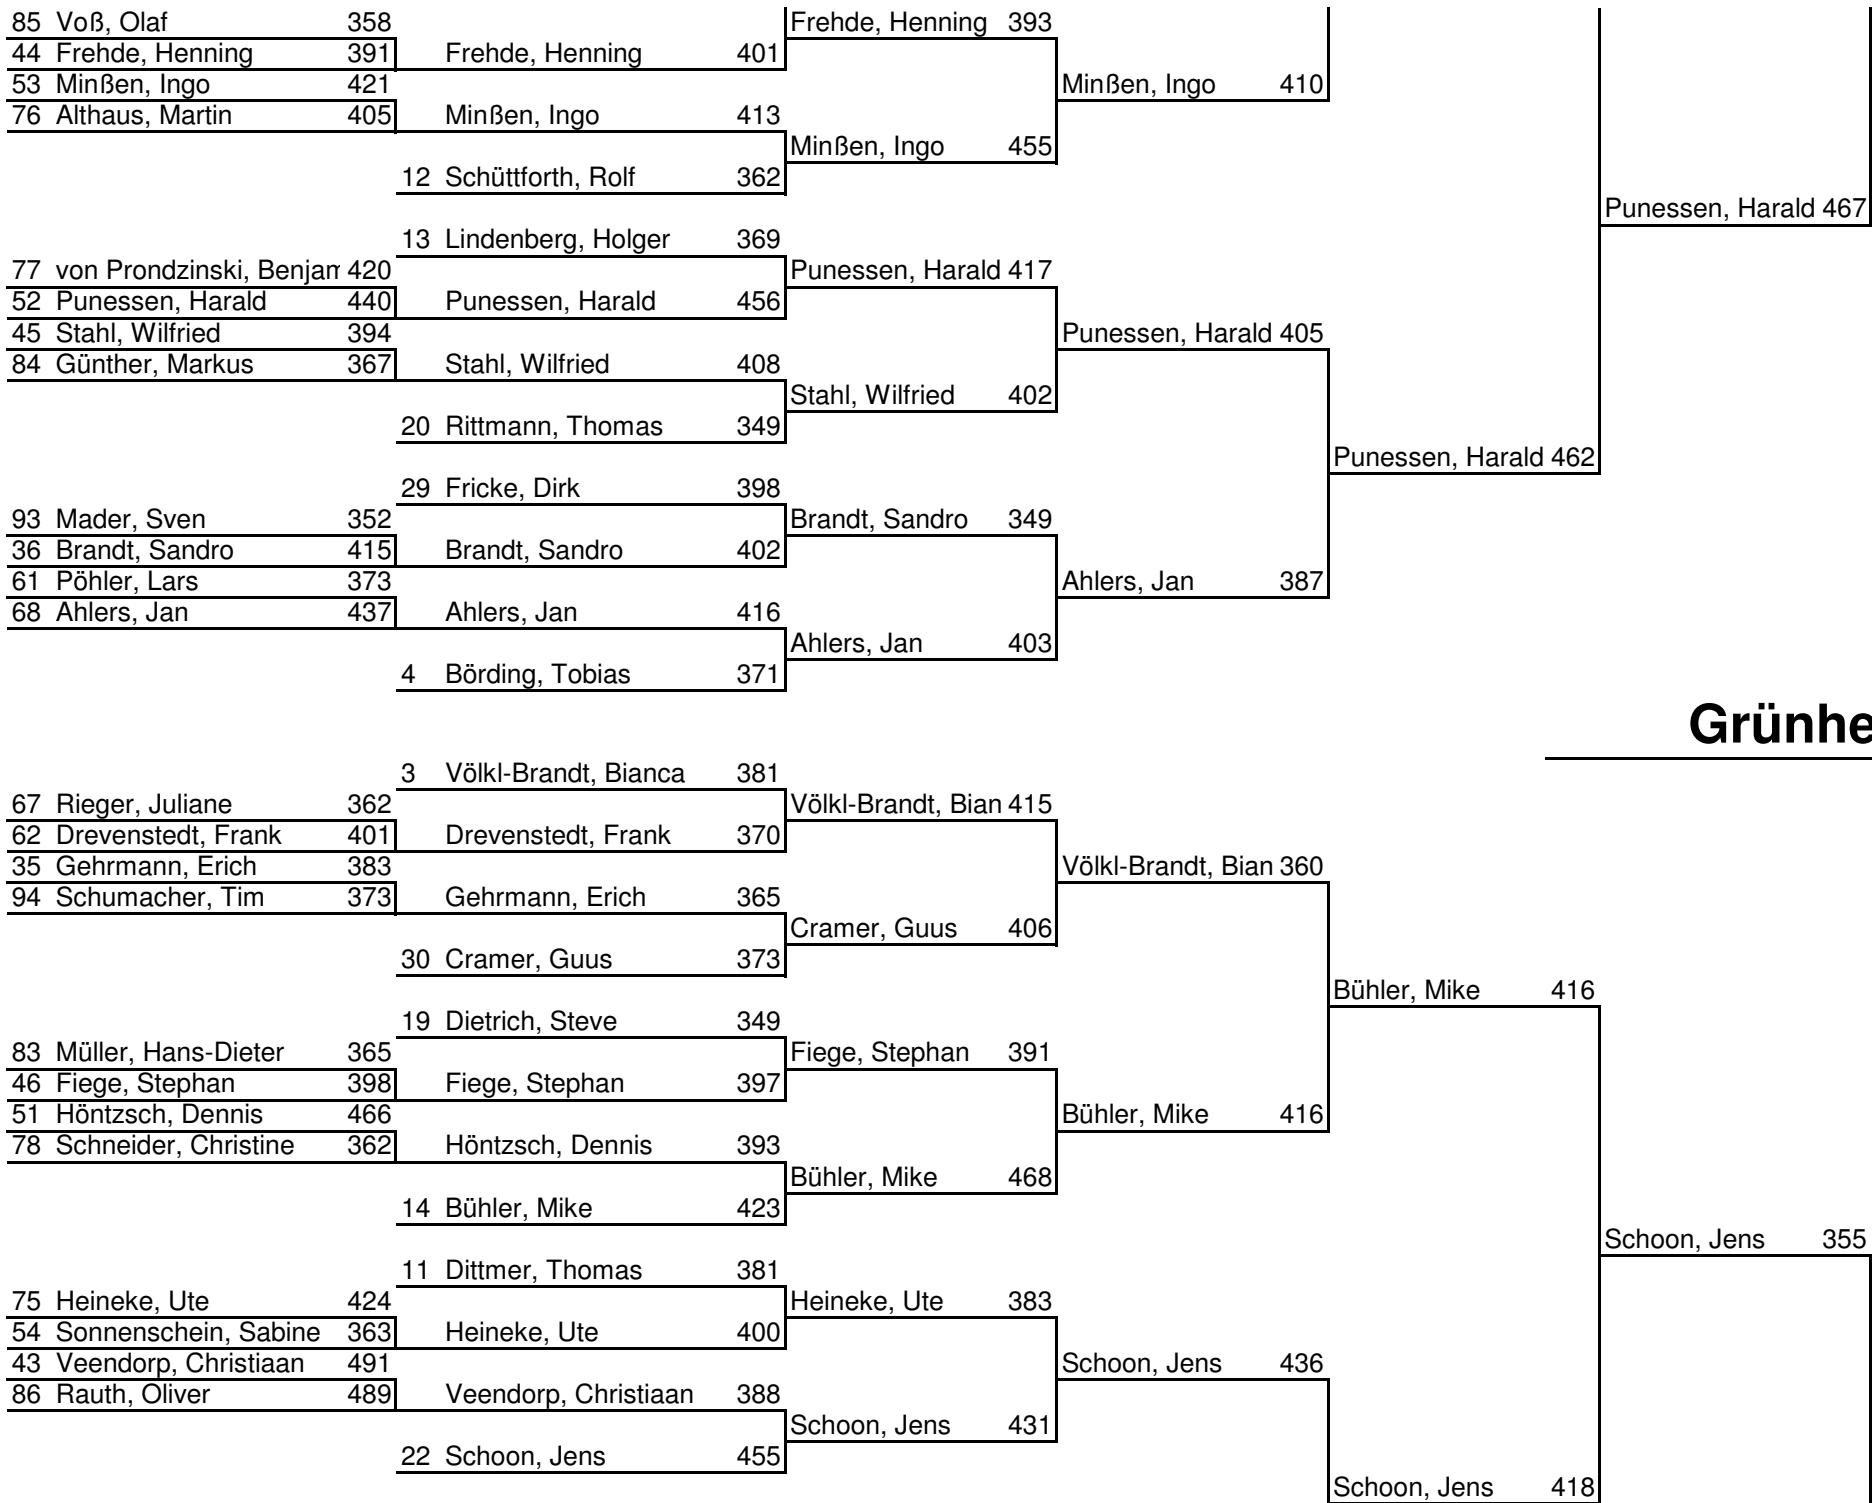 85 Voß, Olaf 358 Frehde, Henning 393
44 Frehde, Henning 391 Frehde, Henning 401
53 Minßen, Ingo 421 Minßen, Ingo 410
76 Althaus, Martin 405 Minßen, Ingo 413
Minßen, Ingo 455
12 Schüttforth, Rolf 362
Punessen, Harald 467
13 Lindenberg, Holger 369
77 von Prondzinski, Benjam 420 Punessen, Harald 417
52 Punessen, Harald 440 Punessen, Harald 456
45 Stahl, Wilfried 394 Punessen, Harald 405
84 Günther, Markus 367 Stahl, Wilfried 408
Stahl, Wilfried 402
20 Rittmann, Thomas 349
Punessen, Harald 462
29 Fricke, Dirk 398
93 Mader, Sven 352 Brandt, Sandro 349
36 Brandt, Sandro 415 Brandt, Sandro 402
61 Pöhler, Lars 373 Ahlers, Jan 387
68 Ahlers, Jan 437 Ahlers, Jan 416
Ahlers, Jan 403
4 Börding, Tobias 371
Grünhe
3 Völkl-Brandt, Bianca 381
67 Rieger, Juliane 362 Völkl-Brandt, Bian 415
62 Drevenstedt, Frank 401 Drevenstedt, Frank 370
35 Gehrmann, Erich 383 Völkl-Brandt, Bian 360
94 Schumacher, Tim 373 Gehrmann, Erich 365
Cramer, Guus 406
30 Cramer, Guus 373
Bühler, Mike 416
19 Dietrich, Steve 349
83 Müller, Hans-Dieter 365 Fiege, Stephan 391
46 Fiege, Stephan 398 Fiege, Stephan 397
51 Höntzsch, Dennis 466 Bühler, Mike 416
78 Schneider, Christine 362 Höntzsch, Dennis 393
Bühler, Mike 468
14 Bühler, Mike 423
Schoon, Jens 355
11 Dittmer, Thomas 381
75 Heineke, Ute 424 Heineke, Ute 383
54 Sonnenschein, Sabine 363 Heineke, Ute 400
43 Veendorp, Christiaan 491 Schoon, Jens 436
86 Rauth, Oliver 489 Veendorp, Christiaan 388
Schoon, Jens 431
22 Schoon, Jens 455
Schoon, Jens 418